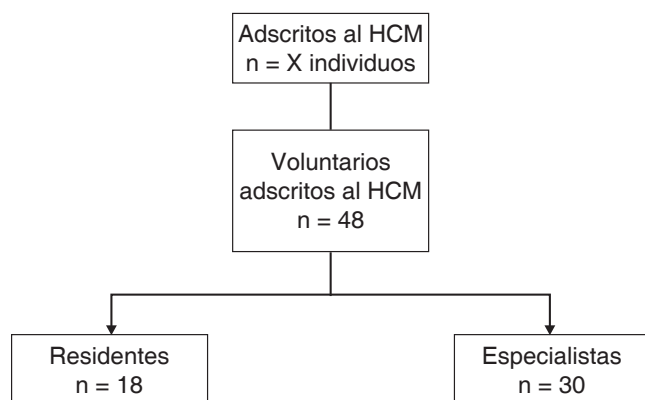 Adscritos al HCM
n = X individuos
Voluntarios
adscritos al HCM
n = 48
Residentes
n = 18
Especialistas
n = 30